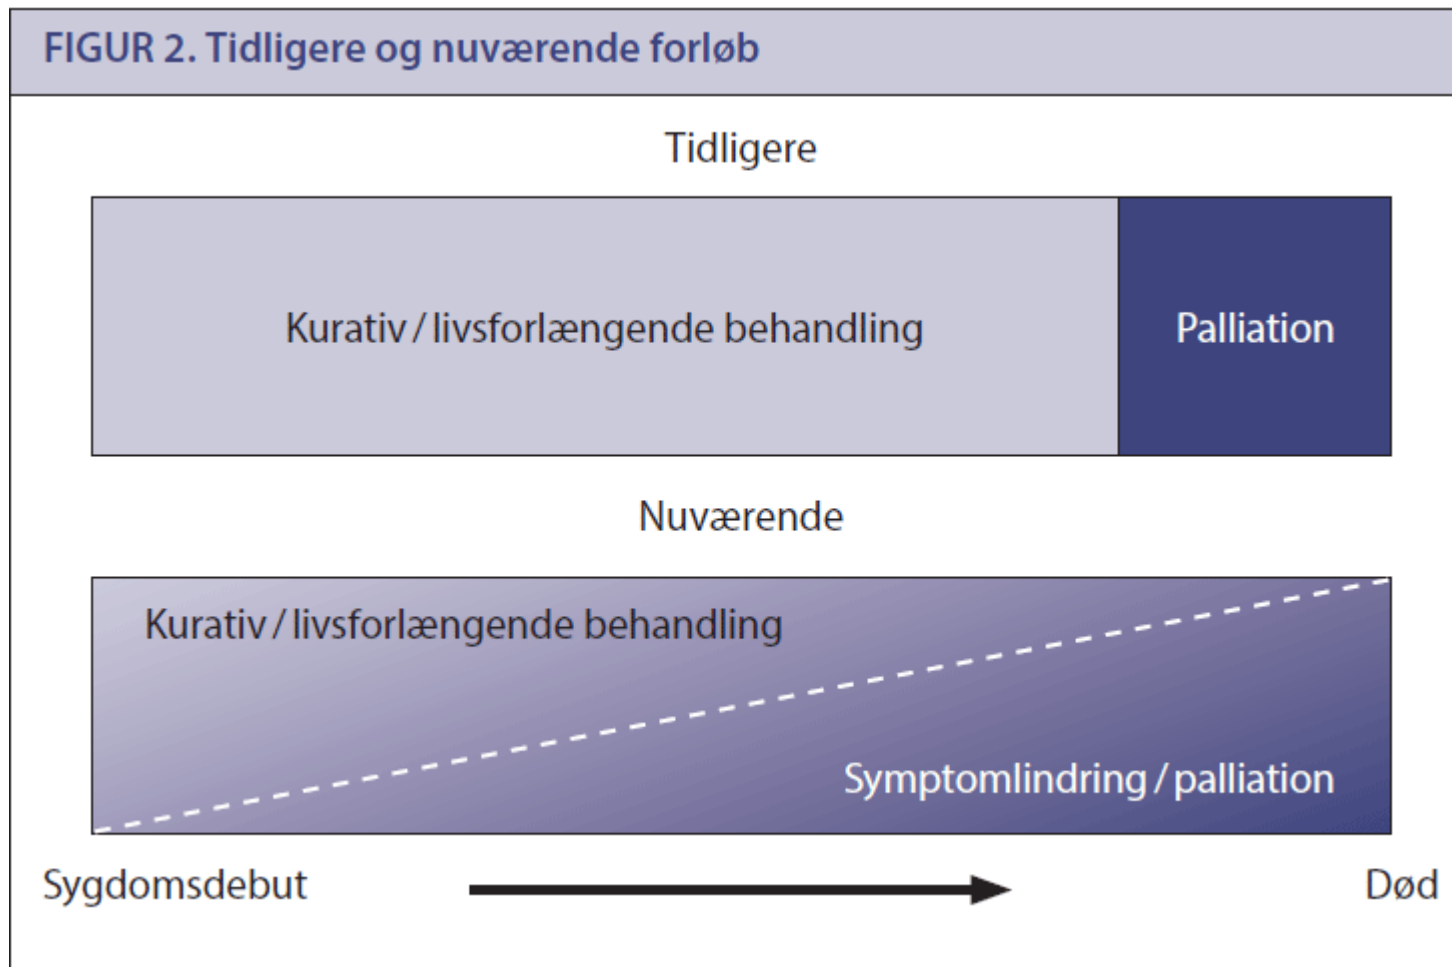 FIGUR 2. Tidligere og nuværende forløb
Tidligere
Kurativ / livsforlængende behandling
Palliation
Nuværende
Kurativ / livsforlængende behandling
Symptomlindring / palliation
Sygdomsdebut
Død